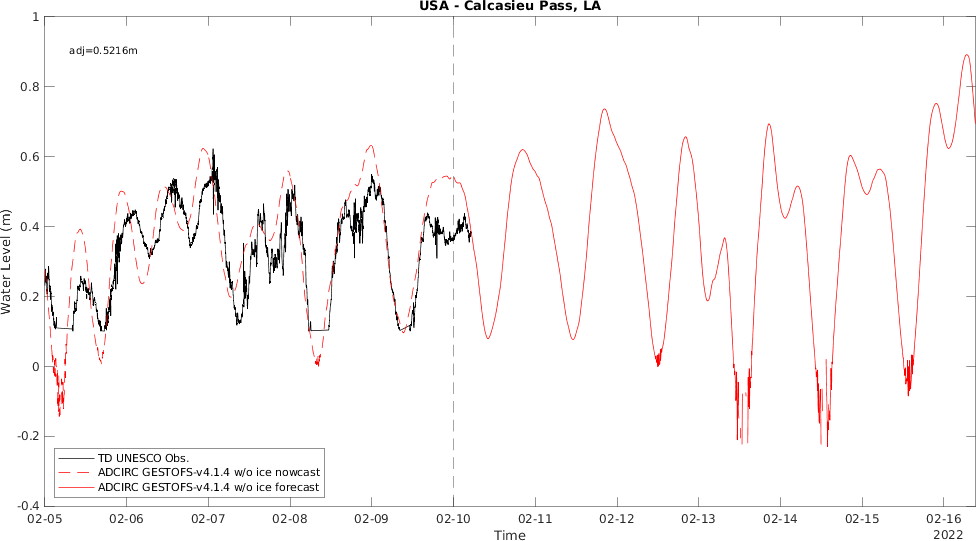 USA - Calcasieu Pass, LA
adj=0.5216m
1
0.8
0.6
0.4
0.2
0
-0.2
-0.4
Water Level (m)
TD UNESCO Obs.
ADCIRC GESTOFS-v4.1.4 w/o ice nowcast
ADCIRC GESTOFS-v4.1.4 w/o ice forecast
02-05 02-06 02-07 02-08 02-09 02-10 02-11 02-12 02-13 02-14 02-15 02-16
Time
2022